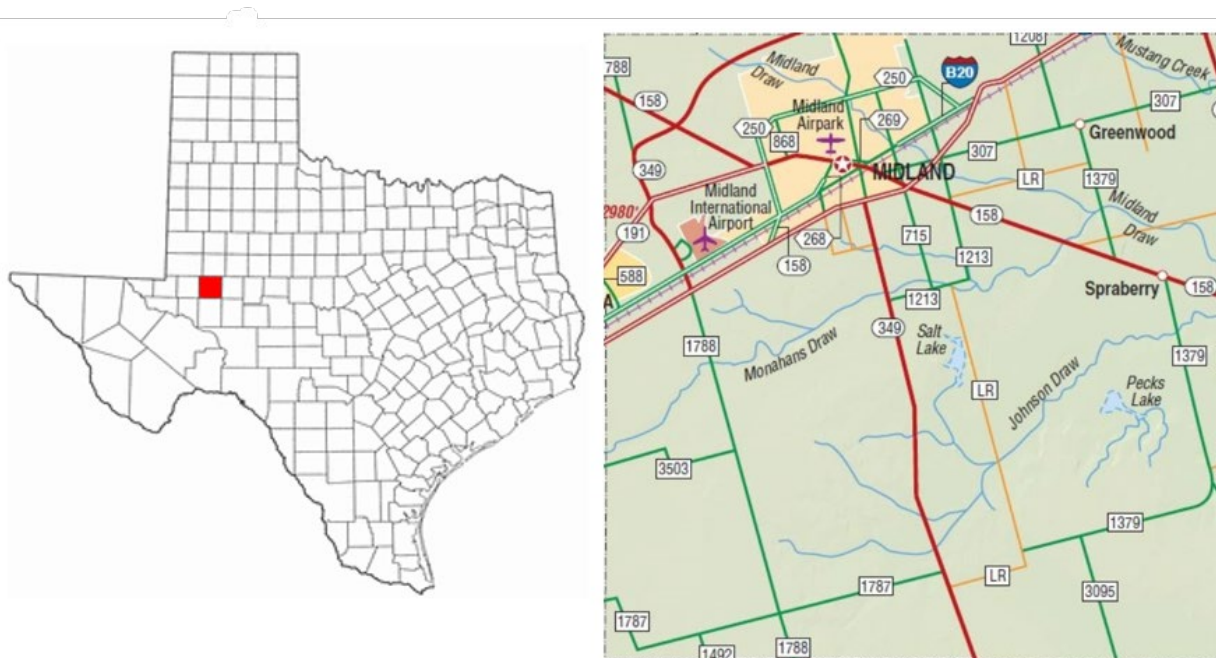 1208
Mustang Creek
788
Midland
Draw
B20
250
158
307
Midland
Airpark
269
250
Greenwood
868
307
349
MIDLAND
LR
1379
Midland
International
Airport
Midland
Draw
2980'
158
191
715
268
1213
158
588
Spraberry
158
A
1213
349
Salt
Lake
1788
Monahans Draw
1379
LR
Johnson Draw
Pecks
Lake
3503
1379
LR
1787
3095
1787
1492
1788